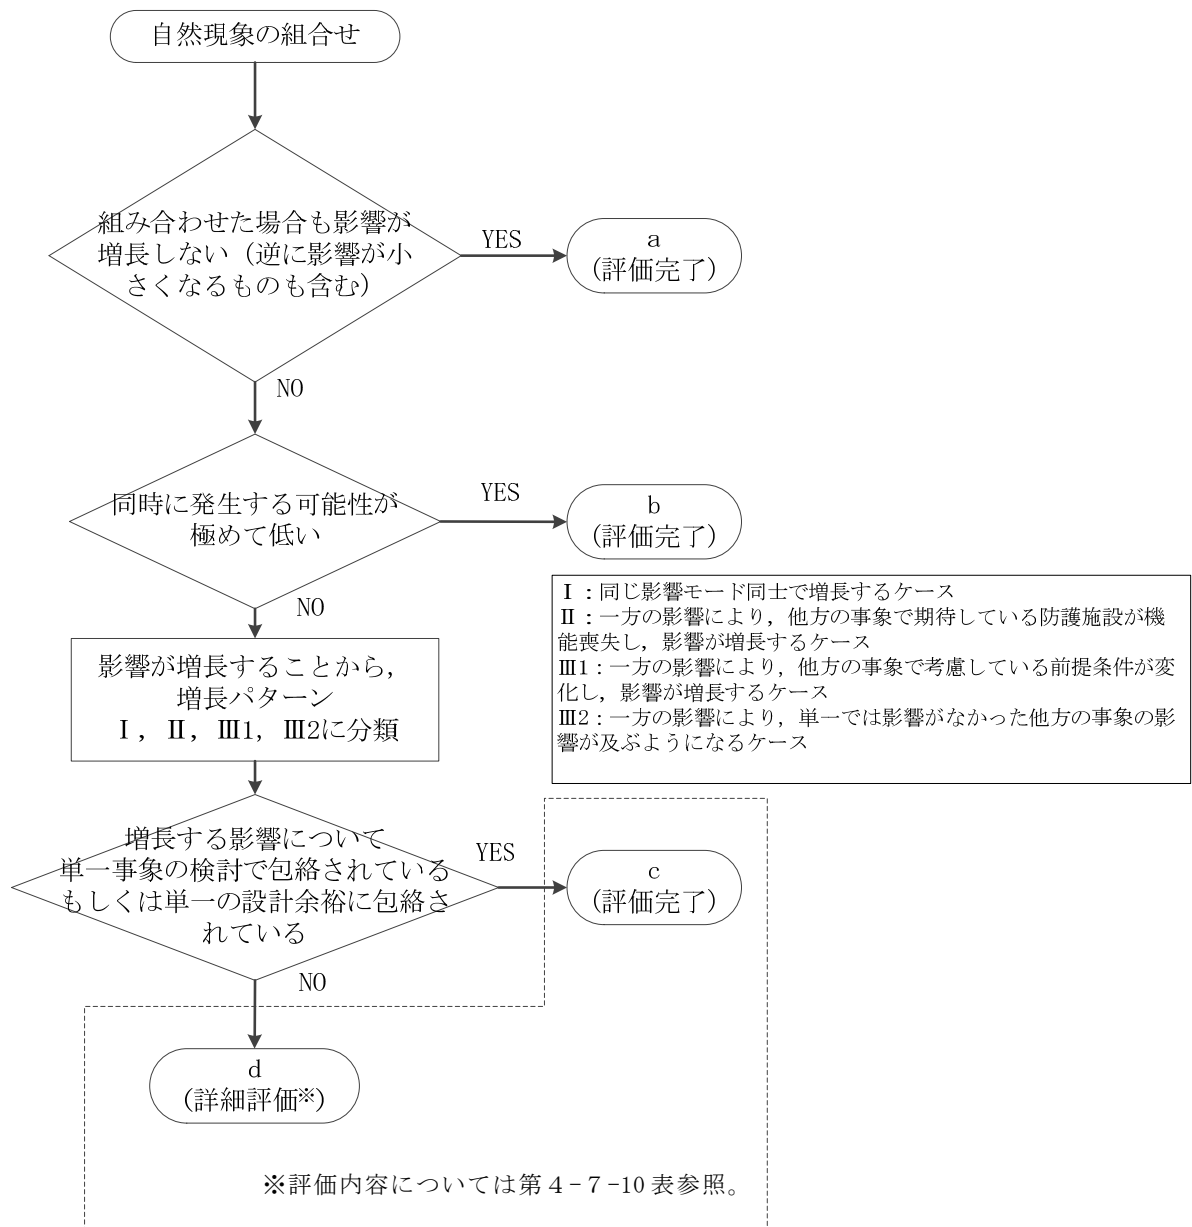 自然現象の組合せ
組み合わせた場合も影響が
増長しない（逆に影響が小
さくなるものも含む）
YES
a
（評価完了）
NO
同時に発生する可能性が
極めて低い
YES
b
（評価完了）
NO
Ⅰ：同じ影響モード同士で増長するケース
Ⅱ：一方の影響により，他方の事象で期待している防護施設が機
能喪失し，影響が増長するケース
Ⅲ1：一方の影響により，他方の事象で考慮している前提条件が変
化し，影響が増長するケース
Ⅲ2：一方の影響により，単一では影響がなかった他方の事象の影
響が及ぶようになるケース
影響が増長することから，
増長パターン
Ⅰ，Ⅱ，Ⅲ1，Ⅲ2に分類
増長する影響について
単一事象の検討で包絡されている
もしくは単一の設計余裕に包絡さ
れている
YES
c
（評価完了）
NO
d
（詳細評価※）
※評価内容については第４-７-10 表参照。